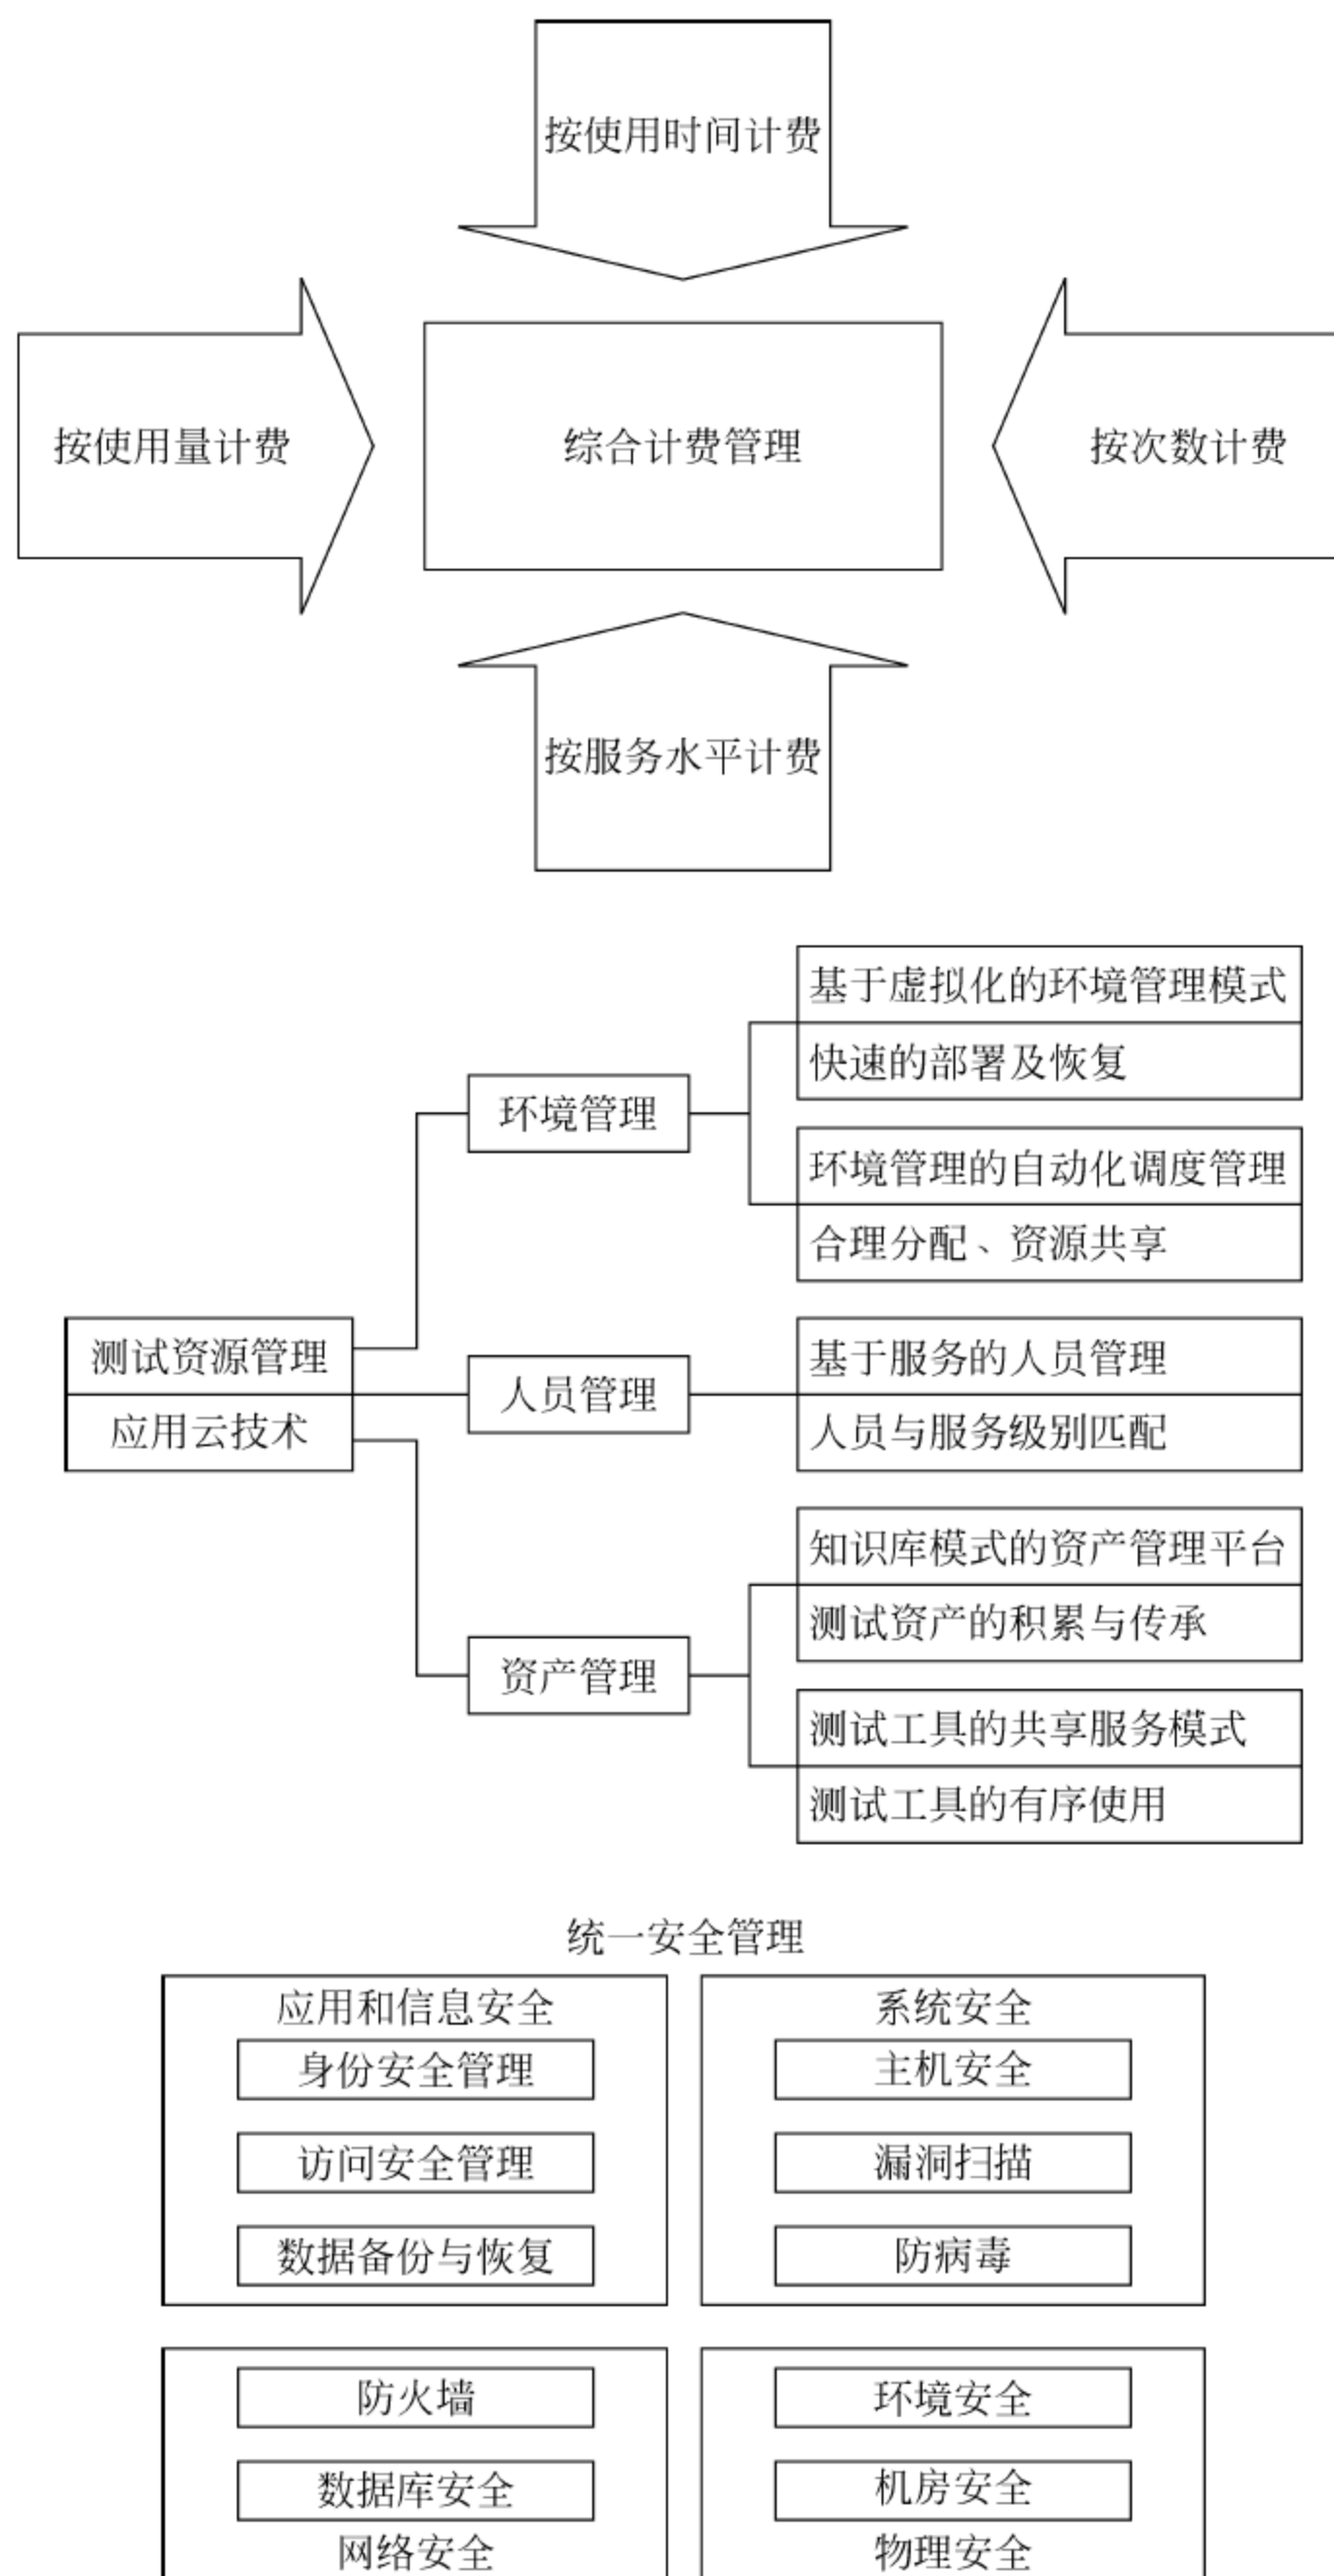 按使用时间计费
按使用量计费
综合计费管理
按次数计费
按服务水平计费
基于虚拟化的环境管理模式
快速的部署及恢复
环境管理
环境管理的自动化调度管理
合理分配、资源共享
测试资源管理
应用云技术
人员管理
基于服务的人员管理
人员与服务级别匹配
知识库模式的资产管理平台
测试资产的积累与传承
资产管理
测试工具的共享服务模式
测试工具的有序使用
统一安全管理
应用和信息安全
身份安全管理
访问安全管理
数据备份与恢复
系统安全
主机安全
漏洞扫描
防病毒
防火墙
数据库安全
网络安全
环境安全
机房安全
物理安全